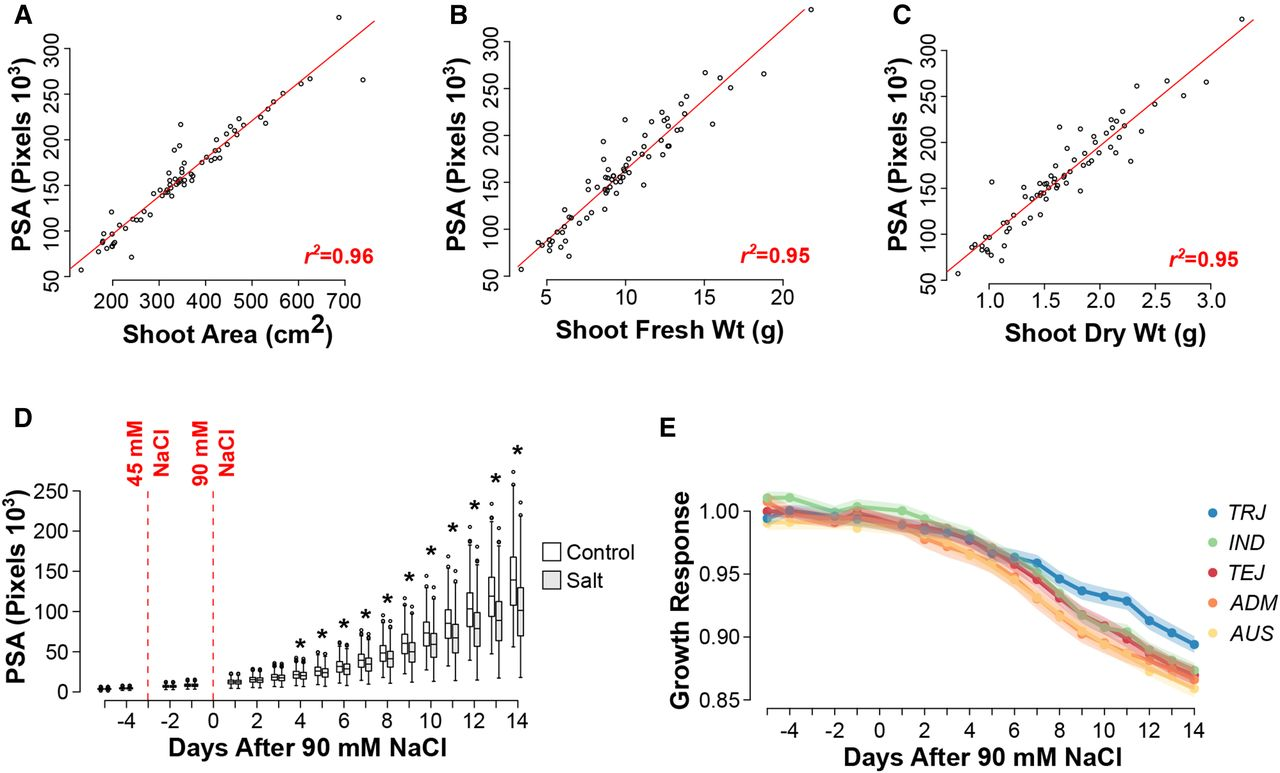 A
PSA (Pixels 10³)
300
250
200
150
100
50
200 300 400 500 600 700
Shoot Area (cm²)
r²=0.96
B
PSA (Pixels 10³)
300
250
200
150
100
50
5 10 15 20
Shoot Fresh Wt (g)
r²=0.95
C
PSA (Pixels 10³)
300
250
200
150
100
50
1.0 1.5 2.0 2.5 3.0
Shoot Dry Wt (g)
r²=0.95
D
45 mM
NaCl
90 mM
NaCl
PSA (Pixels 10³)
250
200
150
100
50
0
* * * * * * * * * * *
-4 -2 0 2 4 6 8 10 12 14
Days After 90 mM NaCl
Control
Salt
E
Growth Response
1.00
0.95
0.90
0.85
-4 -2 0 2 4 6 8 10 12 14
Days After 90 mM NaCl
TRJ
IND
TEJ
ADM
AUS